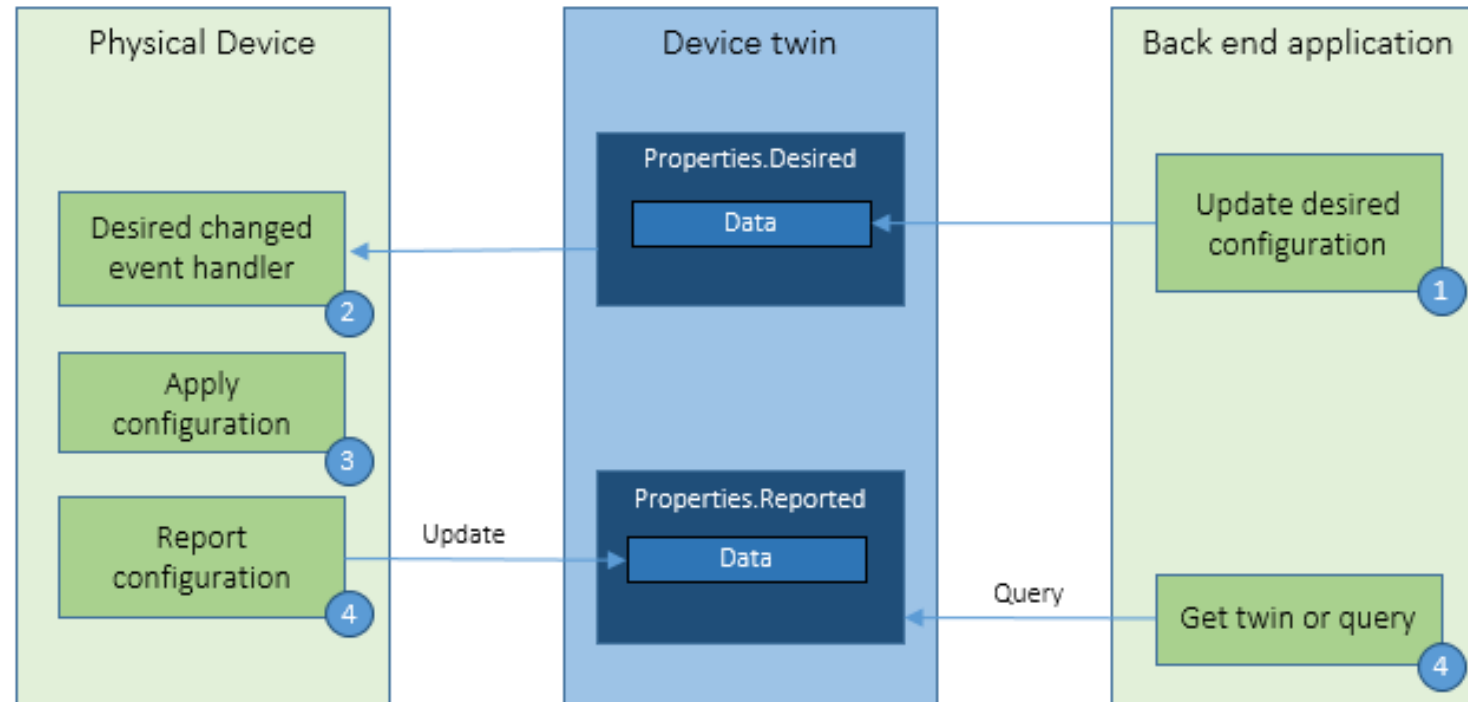 Physical Device
Desired changed
event handler
2
Apply
configuration
3
Report
configuration
4
Update
Device twin
Properties.Desired
Data
Properties.Reported
Data
Query
Back end application
Update desired
configuration
1
Get twin or query
4